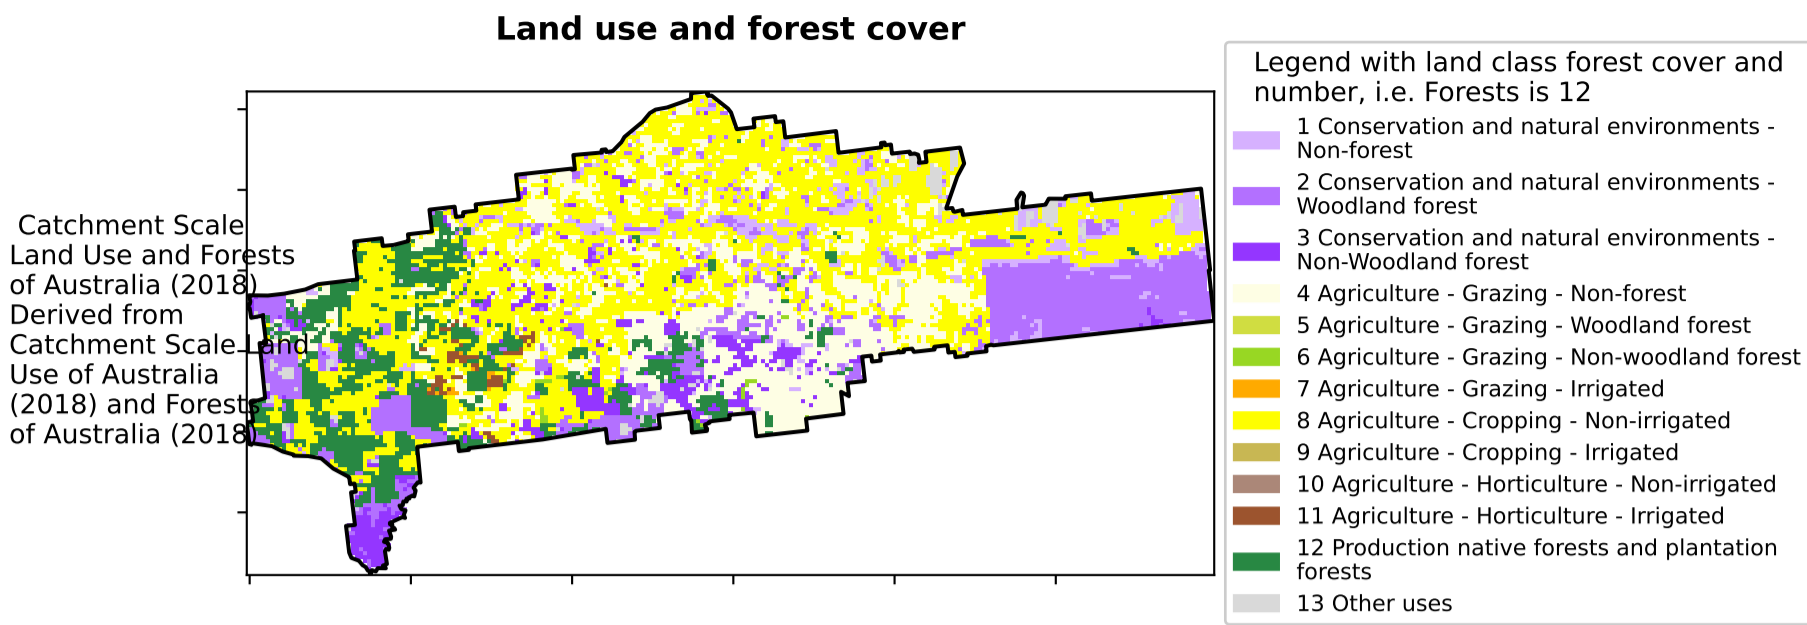 Land use and forest cover
Catchment Scale
Land Use and Forests
of Australia (2018)
Derived from
Catchment Scale Land
Use of Australia
(2018) and Forests
of Australia (2018)
Legend with land class forest cover and
number, i.e. Forests is 12
1 Conservation and natural environments -
Non-forest
2 Conservation and natural environments -
Woodland forest
3 Conservation and natural environments -
Non-Woodland forest
4 Agriculture - Grazing - Non-forest
5 Agriculture - Grazing - Woodland forest
6 Agriculture - Grazing - Non-woodland forest
7 Agriculture - Grazing - Irrigated
8 Agriculture - Cropping - Non-irrigated
9 Agriculture - Cropping - Irrigated
10 Agriculture - Horticulture - Non-irrigated
11 Agriculture - Horticulture - Irrigated
12 Production native forests and plantation
forests
13 Other uses